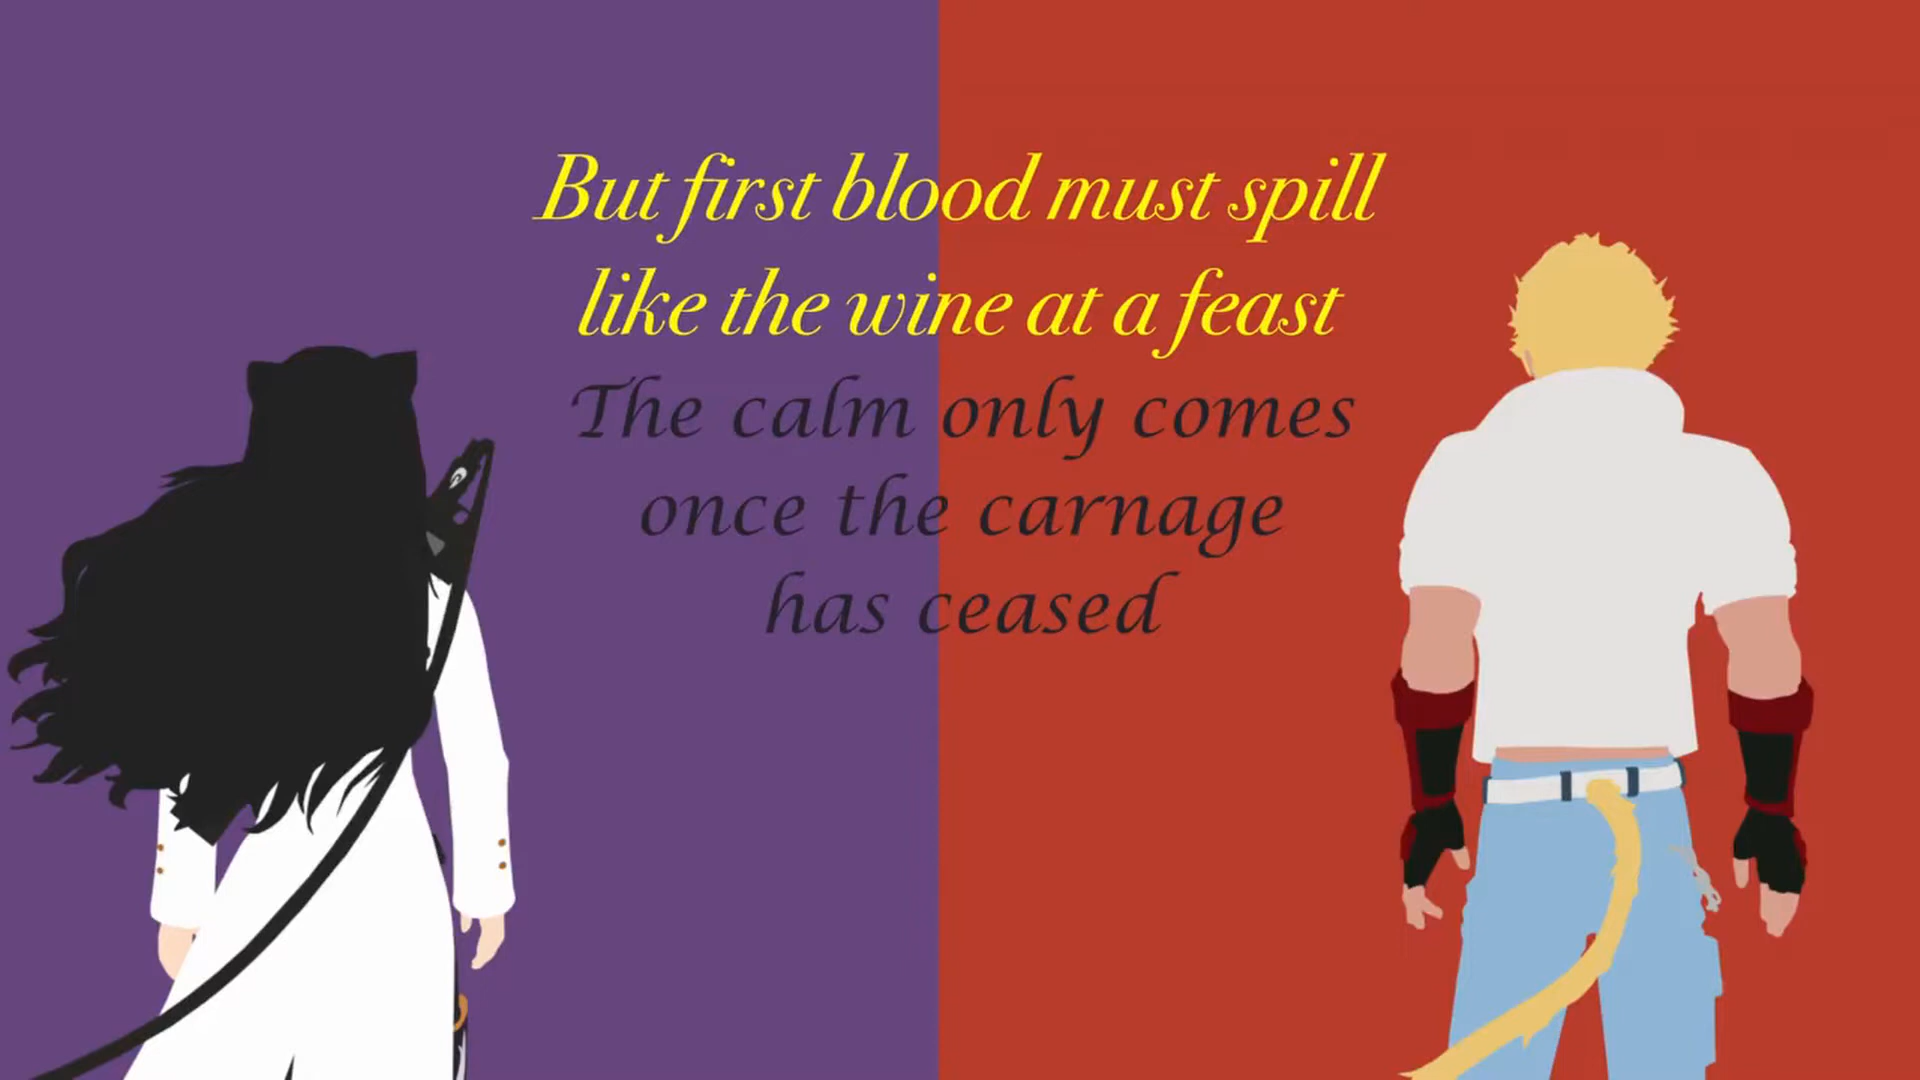 But first blood must spill
like the wine at a feast
The calm only comes
once the carnage
has ceased